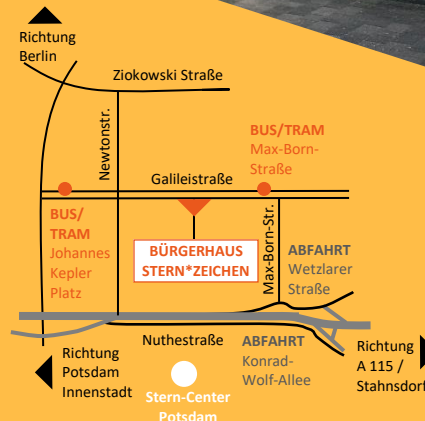 Richtung
Berlin
Ziokowski Straße
Newtonstr.
BUS/TRAM
Max-Born-
Straße
Galileistraße
BUS/
TRAM
Johannes
Kepler
Platz
BÜRGERHAUS
STERN*ZEICHEN
Max-Born-Str.
ABFAHRT
Wetzlarer
Straße
Nuthestraße
ABFAHRT
Konrad-
Wolf-Allee
Richtung
Potsdam
Innenstadt
Richtung
A 115 /
Stahnsdorf
Stern-Center
Potsdam